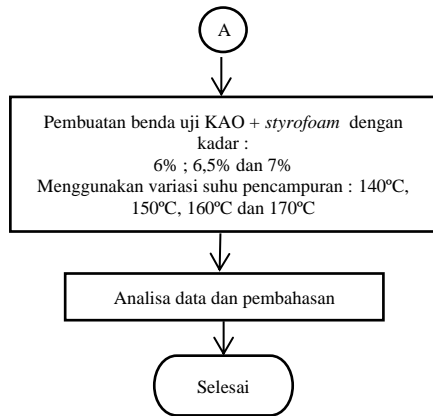 A
Pembuatan benda uji KAO + styrofoam dengan
kadar :
6% ; 6,5% dan 7%
Menggunakan variasi suhu pencampuran : 140ºC,
150ºC, 160ºC dan 170ºC
Analisa data dan pembahasan
Selesai